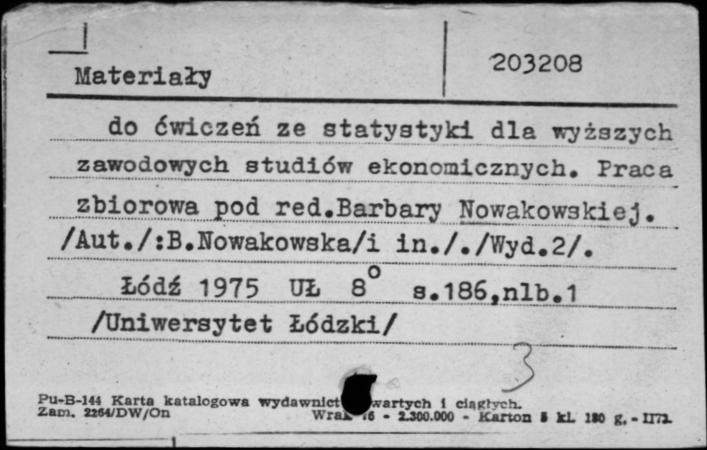 203208
Materiały
do ćwiczeń ze statystyki dla wyższych
zawodowych studiów ekonomicznych. Praca
zbiorowa pod red.Barbary Nowakowskiej.
/Aut./:B.Nowakowska/i in././Wyd.2/.
Łódź 1975 UŁ 8° s.186,nlb.1
/Uniwersytet Łódzki/
3
Pu-B-144 Karta katalogowa wydawnict wartych i ciągłych.
Zam. 2264/DW/On - 2.300.000 - Karton kl. 180 g. -